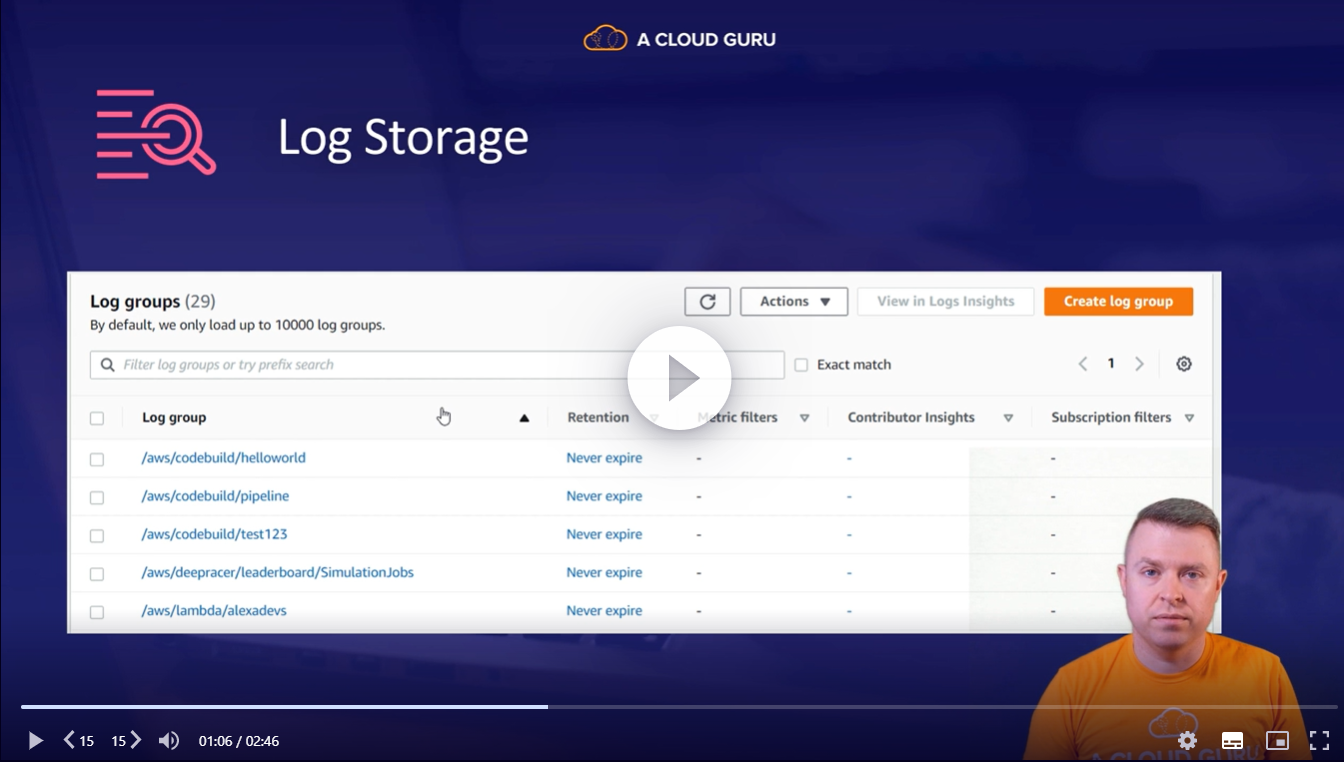 A CLOUD GURU
Log Storage
Log groups (29)
By default, we only load up to 10000 log groups.
Actions
View in Logs Insights
Create log group
Filter log groups or try prefix search
Exact match
1
Log group
Retention
Metric filters
Contributor Insights
Subscription filters
/aws/codebuild/helloworld Never expire - - -
/aws/codebuild/pipeline Never expire - - -
/aws/codebuild/test123 Never expire - - -
/aws/deepracer/leaderboard/SimulationJobs Never expire - - -
/aws/lambda/alexadevs Never expire - - -
A CLOUD GURU
15 15 01:06 / 02:46